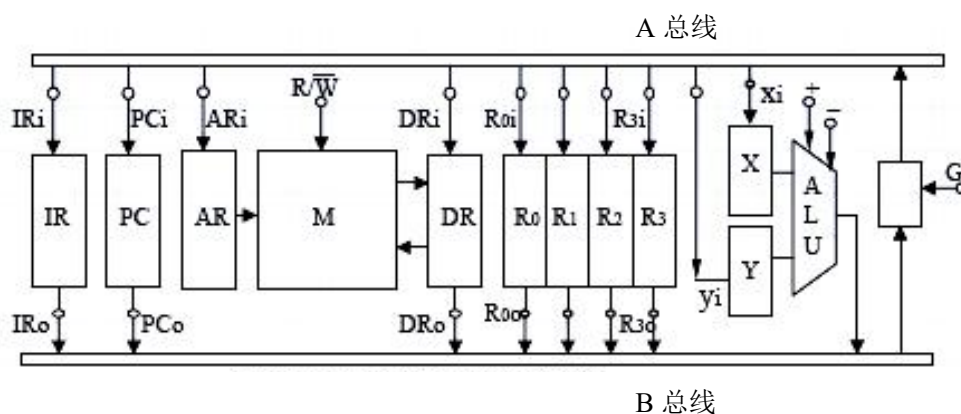 A 总线
R/W̅
+
−
IRi
PCi
ARi
DRi
R0i
R3i
Xi
G
IR
PC
AR
M
DR
R0
R1
R2
R3
X
Y
A
L
U
yi
IRo
PCo
DRo
R0o
R3o
B 总线